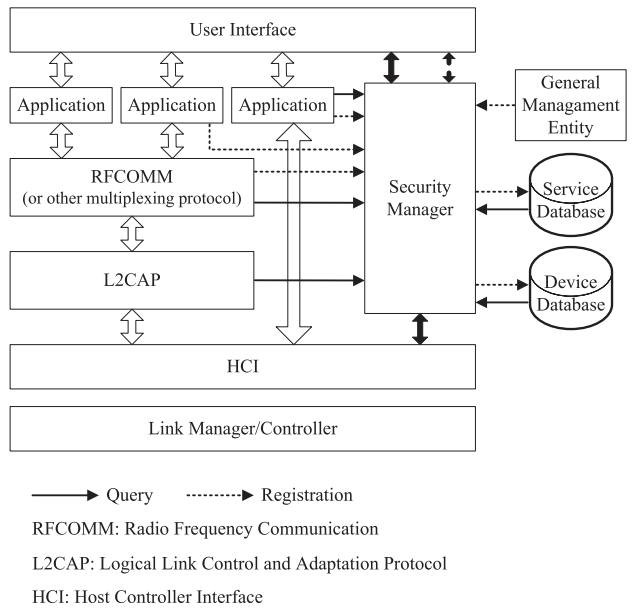 User Interface
Application
Application
Application
General
Managament
Entity
RFCOMM
(or other multiplexing protocol)
Security
Manager
Service
Database
L2CAP
Device
Database
HCI
Link Manager/Controller
Query
Registration
RFCOMM: Radio Frequency Communication
L2CAP: Logical Link Control and Adaptation Protocol
HCI: Host Controller Interface